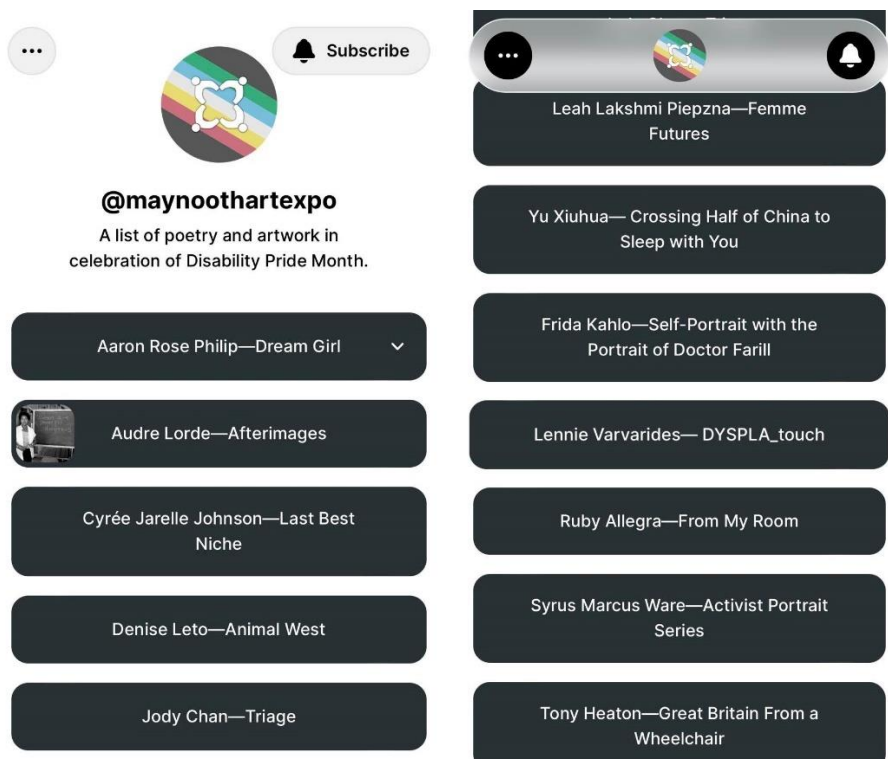 Subscribe
@maynoothartexpo
A list of poetry and artwork in
celebration of Disability Pride Month.
Aaron Rose Philip—Dream Girl
Audre Lorde—Afterimages
Cyrée Jarelle Johnson—Last Best
Niche
Denise Leto—Animal West
Jody Chan—Triage
Leah Lakshmi Piepzna—Femme
Futures
Yu Xiuhua— Crossing Half of China to
Sleep with You
Frida Kahlo—Self-Portrait with the
Portrait of Doctor Farill
Lennie Varvarides— DYSPLA_touch
Ruby Allegra—From My Room
Syrus Marcus Ware—Activist Portrait
Series
Tony Heaton—Great Britain From a
Wheelchair